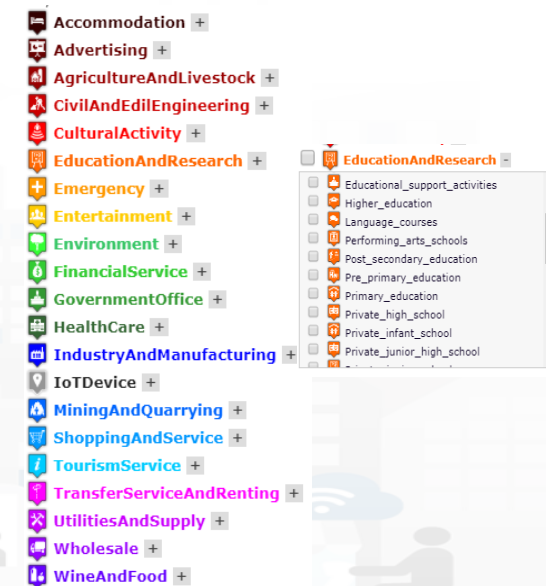 Accommodation +
Advertising +
AgricultureAndLivestock +
CivilAndEdilEngineering +
CulturalActivity +
EducationAndResearch +
Emergency +
Entertainment +
Environment +
FinancialService +
GovernmentOffice +
HealthCare +
IndustryAndManufacturing +
IoTDevice +
MiningAndQuarrying +
ShoppingAndService +
TourismService +
TransferServiceAndRenting +
UtilitiesAndSupply +
Wholesale +
WineAndFood +
EducationAndResearch -
Educational_support_activities
Higher_education
Language_courses
Performing_arts_schools
Post_secondary_education
Pre_primary_education
Primary_education
Private_high_school
Private_infant_school
Private_junior_high_school